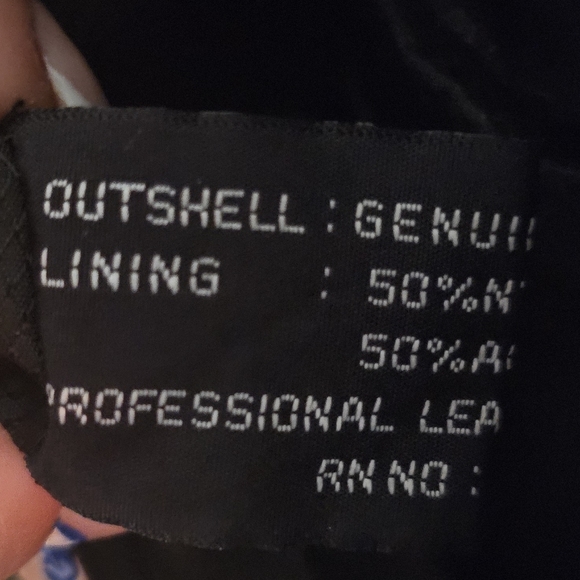 OUTSHELL : GENUI
LINING : 50%N
50%A
PROFESSIONAL LEA
RN NO :